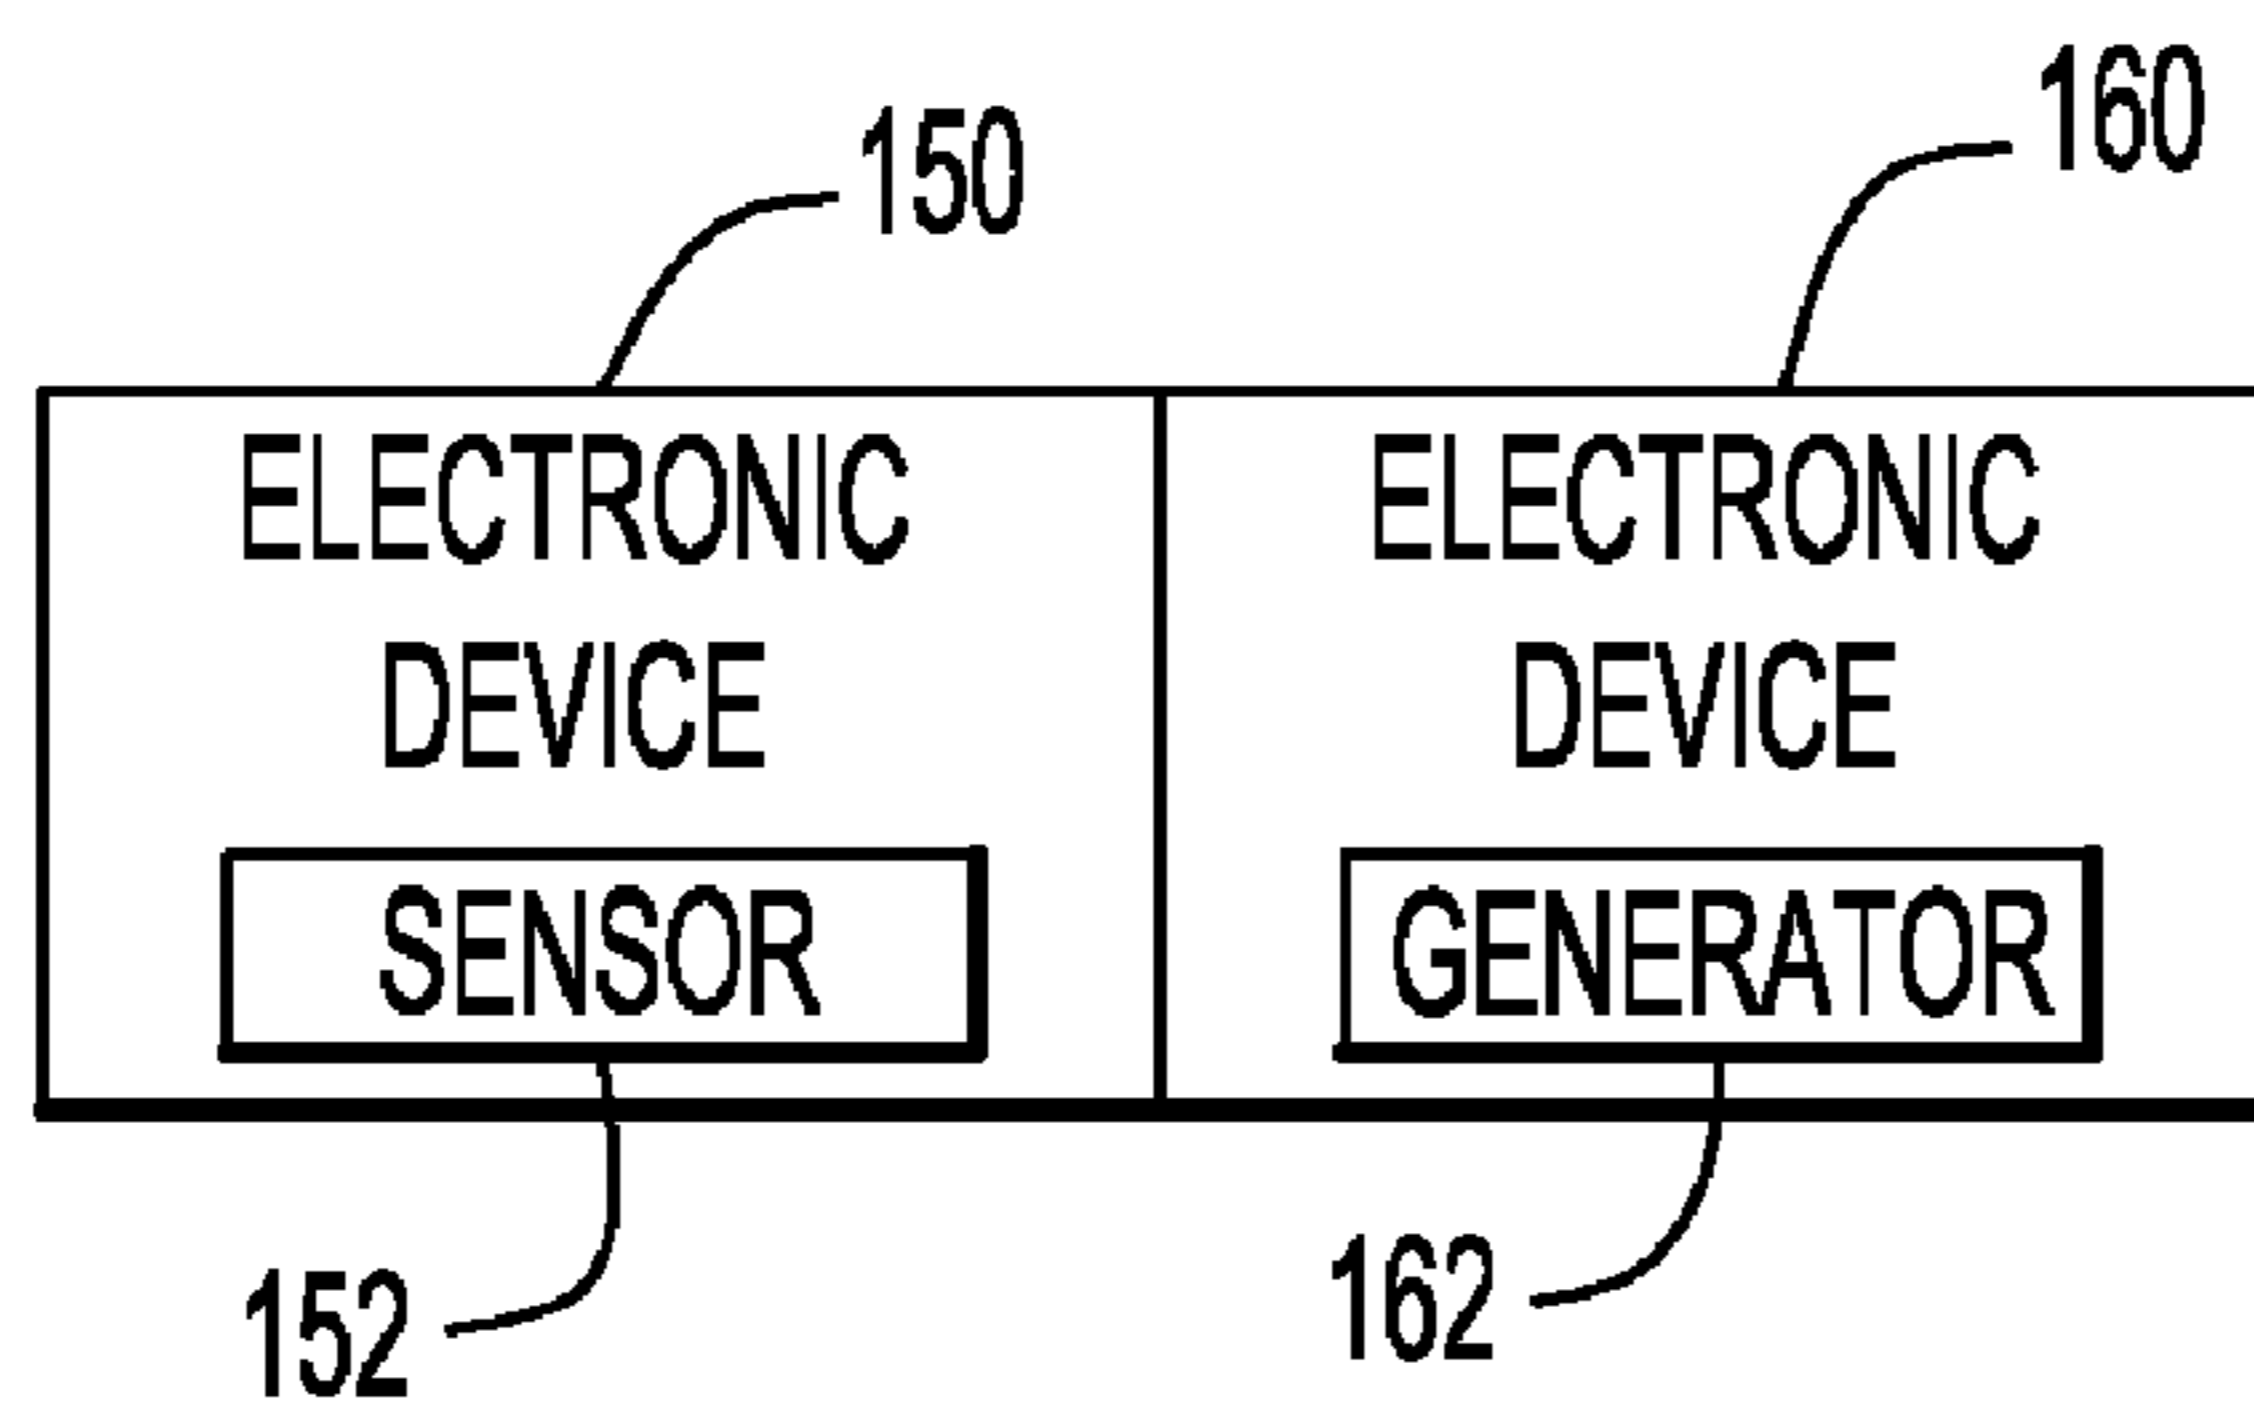 150
160
ELECTRONIC
DEVICE
SENSOR
ELECTRONIC
DEVICE
GENERATOR
152
162